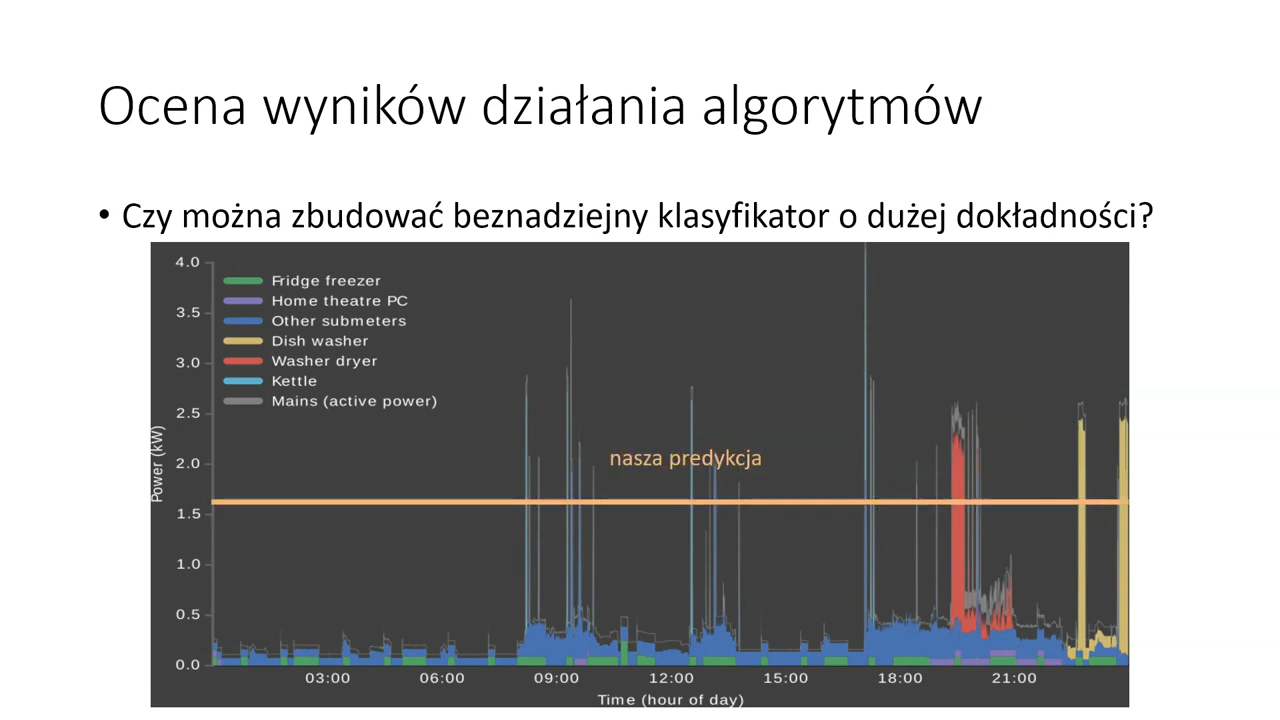 Ocena wyników działania algorytmów
• Czy można zbudować beznadziejny klasyfikator o dużej dokładności?
4.0
3.5
3.0
2.5
2.0
1.5
1.0
0.5
0.0
Power (kW)
Fridge freezer
Home theatre PC
Other submeters
Dish washer
Washer dryer
Kettle
Mains (active power)
nasza predykcja
03:00 06:00 09:00 12:00 15:00 18:00 21:00
Time (hour of day)